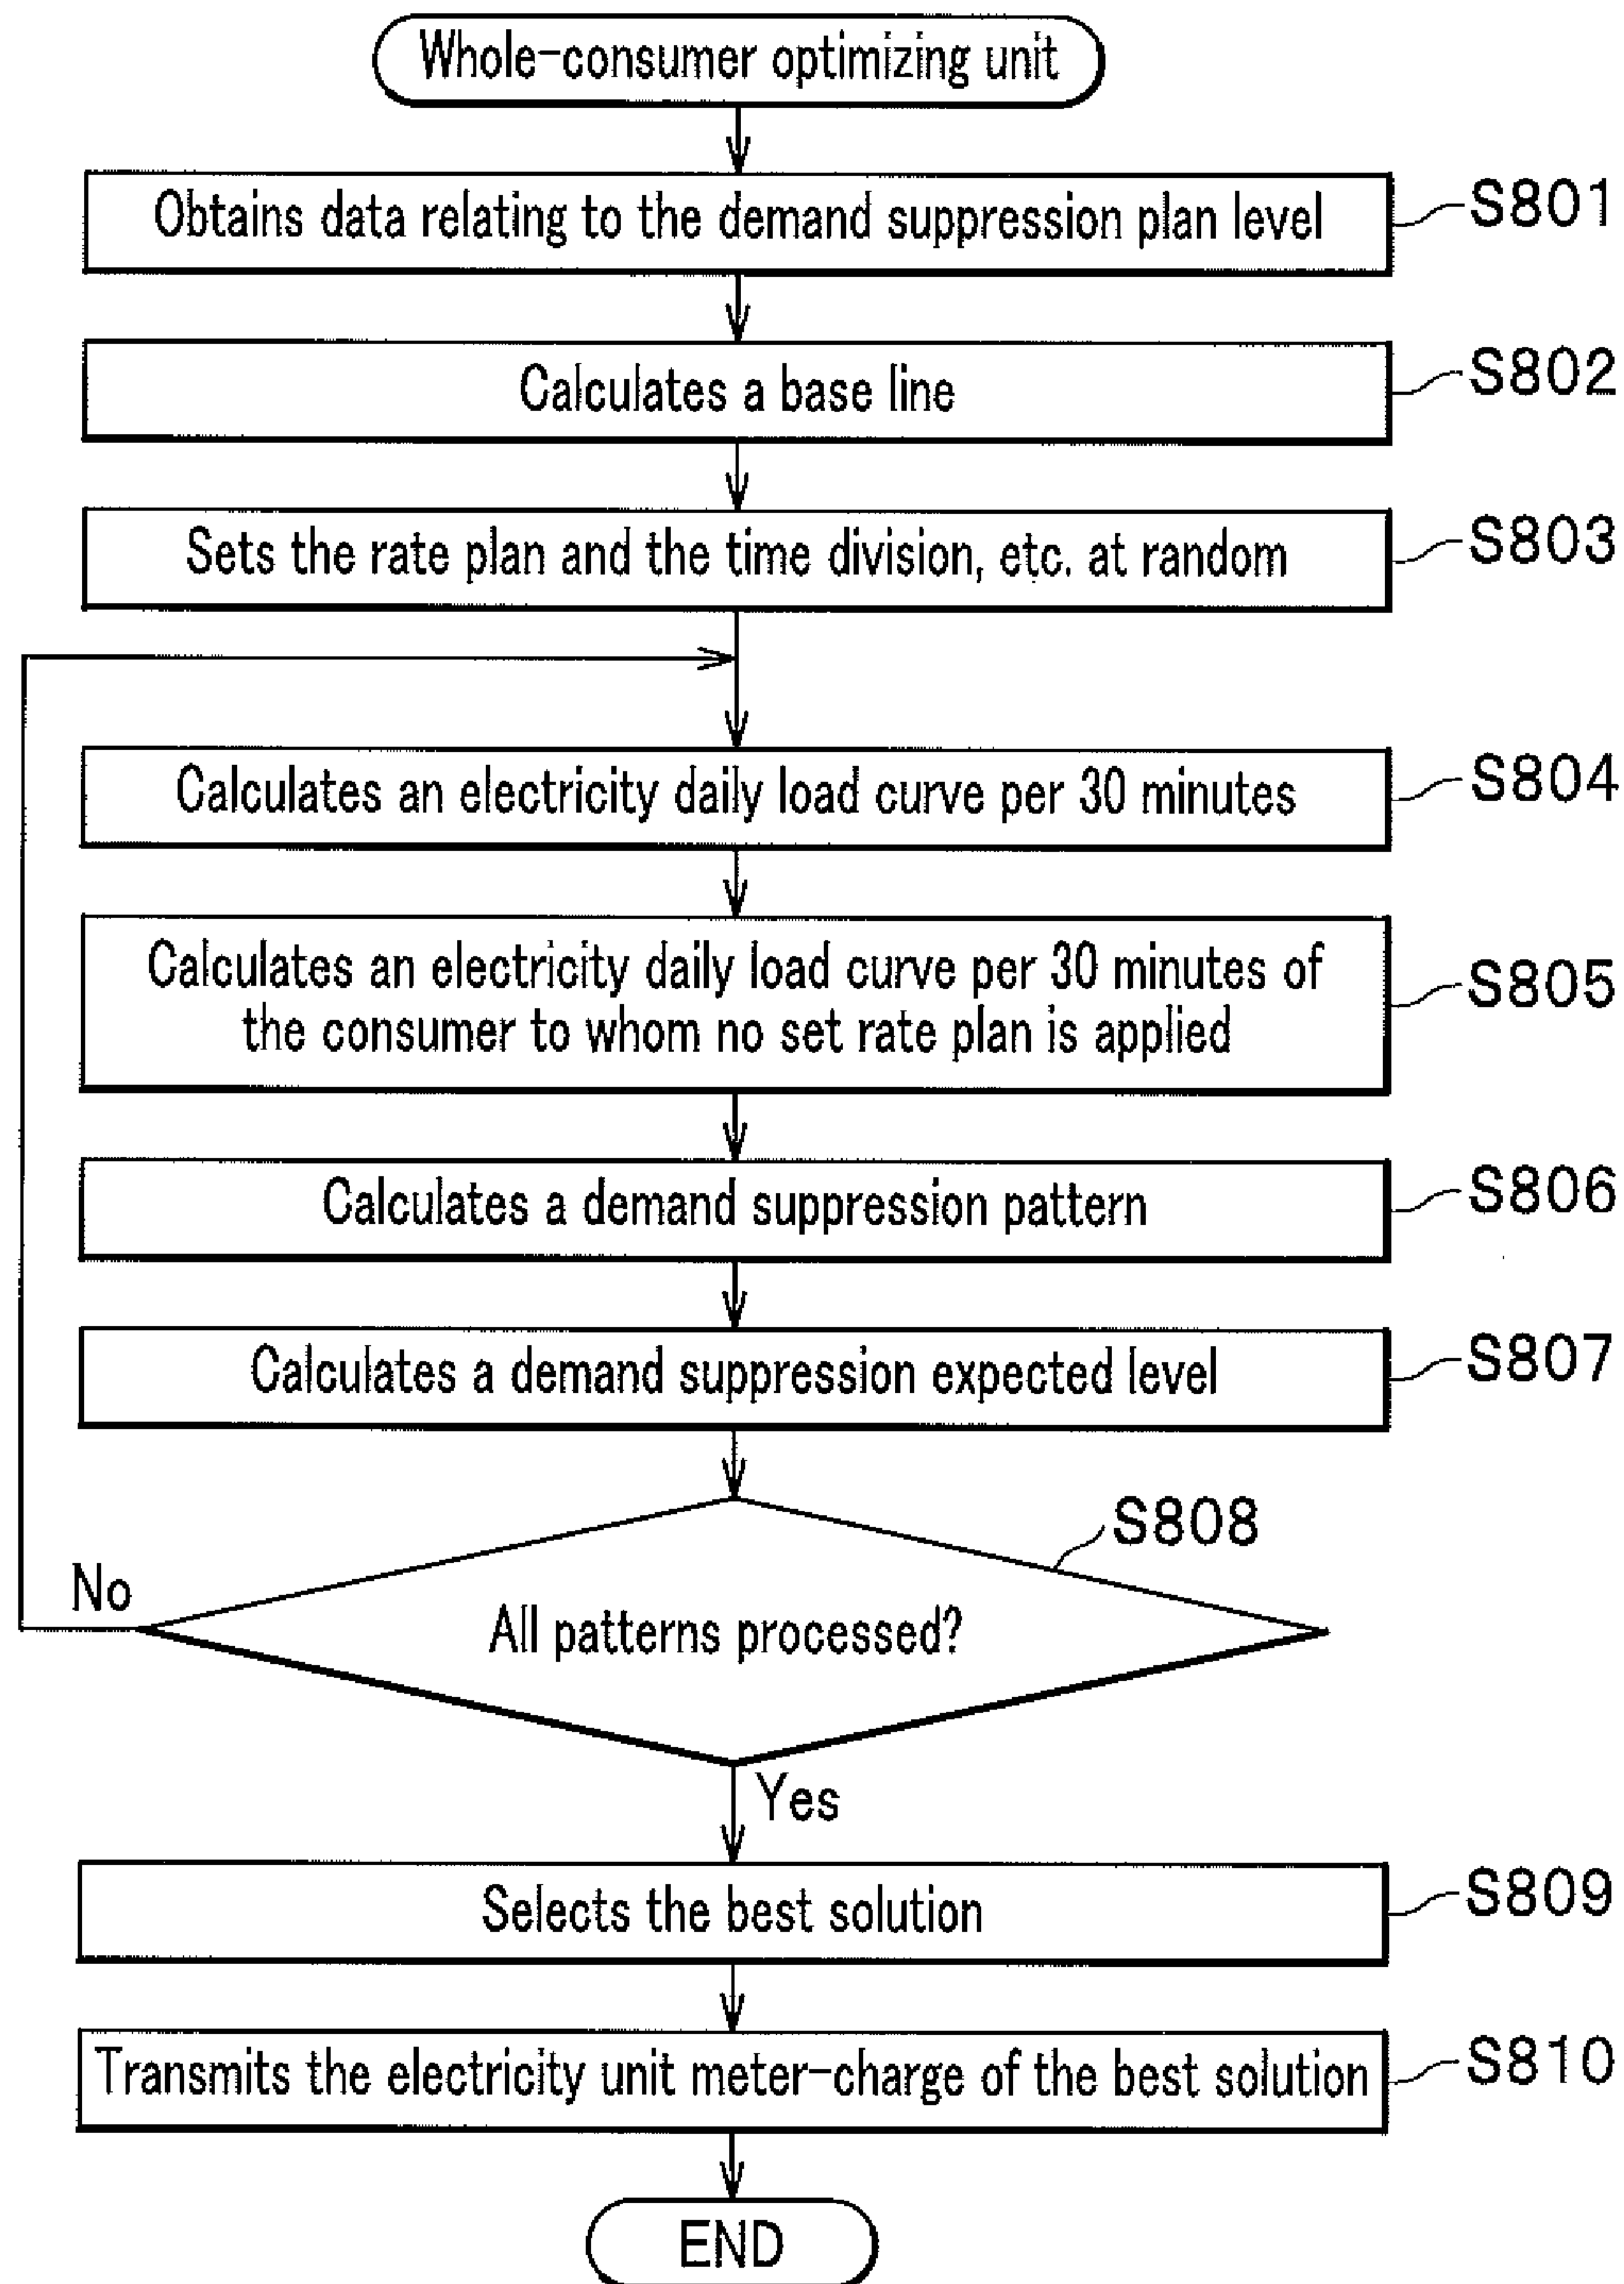 Whole-consumer optimizing unit
Obtains data relating to the demand suppression plan level
S801
Calculates a base line
S802
Sets the rate plan and the time division, etc. at random
S803
Calculates an electricity daily load curve per 30 minutes
S804
Calculates an electricity daily load curve per 30 minutes of
the consumer to whom no set rate plan is applied
S805
Calculates a demand suppression pattern
S806
Calculates a demand suppression expected level
S807
S808
No
All patterns processed?
Yes
Selects the best solution
S809
Transmits the electricity unit meter-charge of the best solution
S810
END